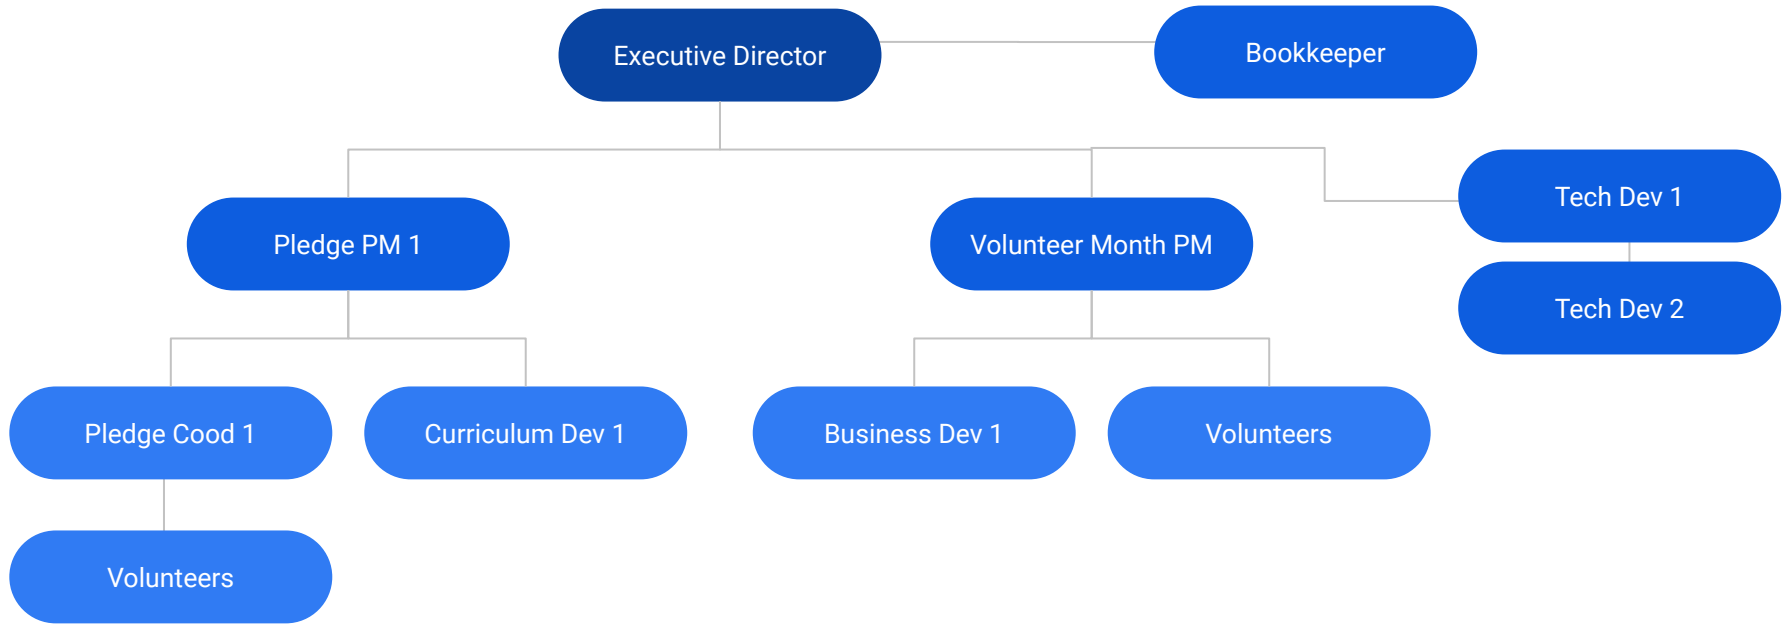 Executive Director
Bookkeeper
Tech Dev 1
Pledge PM 1
Volunteer Month PM
Tech Dev 2
Pledge Cood 1
Curriculum Dev 1
Business Dev 1
Volunteers
Volunteers